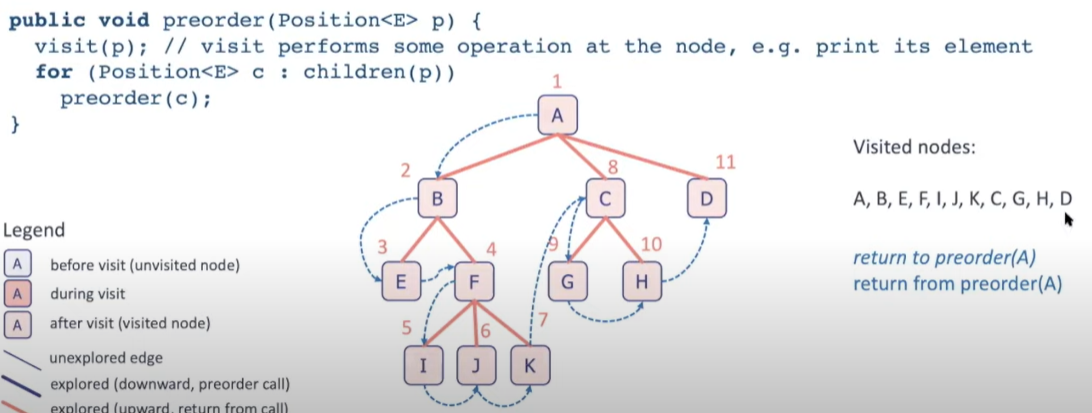 public void preorder(Position<E> p) {
visit(p); // visit performs some operation at the node, e.g. print its element
for (Position<E> c : children(p))
preorder(c);
}
1
A
2
8
11
B
C
D
3
4
9
10
E
F
G
H
5
6
7
I
J
K
Visited nodes:
A, B, E, F, I, J, K, C, G, H, D
return to preorder(A)
return from preorder(A)
Legend
A before visit (unvisited node)
A during visit
A after visit (visited node)
unexplored edge
explored (downward, preorder call)
explored (upward, return from call)